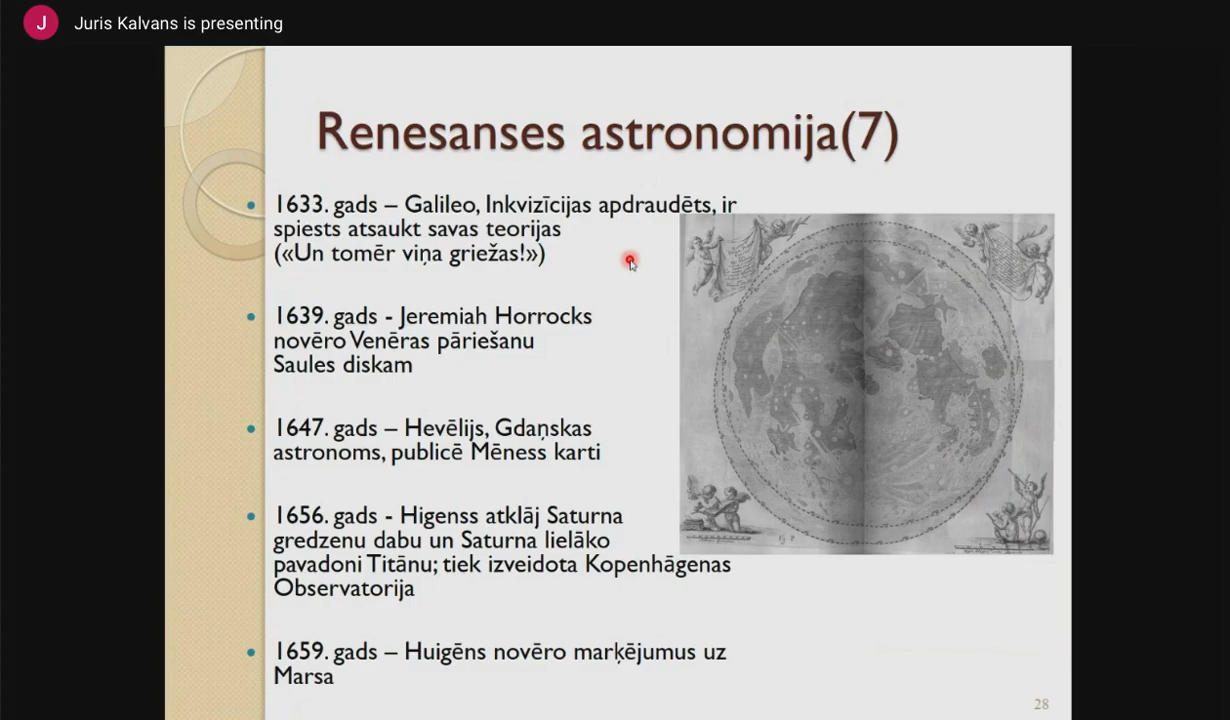 J
Juris Kalvans is presenting
Renesanses astronomija(7)
• 1633. gads – Galileo, Inkvizīcijas apdraudēts, ir
spiests atsaukt savas teorijas
(«Un tomēr viņa griežas!»)
• 1639. gads - Jeremiah Horrocks
novēro Venēras pāriešanu
Saules diskam
• 1647. gads – Hevēlijs, Gdaņskas
astronoms, publicē Mēness karti
• 1656. gads - Higenss atklāj Saturna
gredzenu dabu un Saturna lielāko
pavadoni Titānu; tiek izveidota Kopenhāgenas
Observatorija
• 1659. gads – Huigēns novēro marķējumus uz
Marsa
28